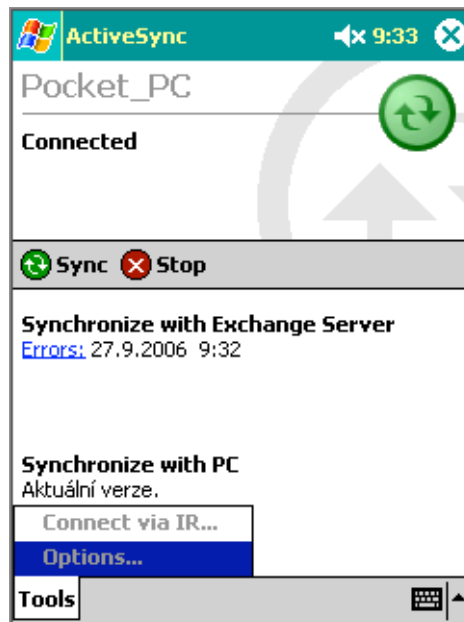 ActiveSync 9:33
Pocket_PC
Connected
Sync Stop
Synchronize with Exchange Server
Errors: 27.9.2006 9:32
Synchronize with PC
Aktuální verze.
Connect via IR...
Options...
Tools